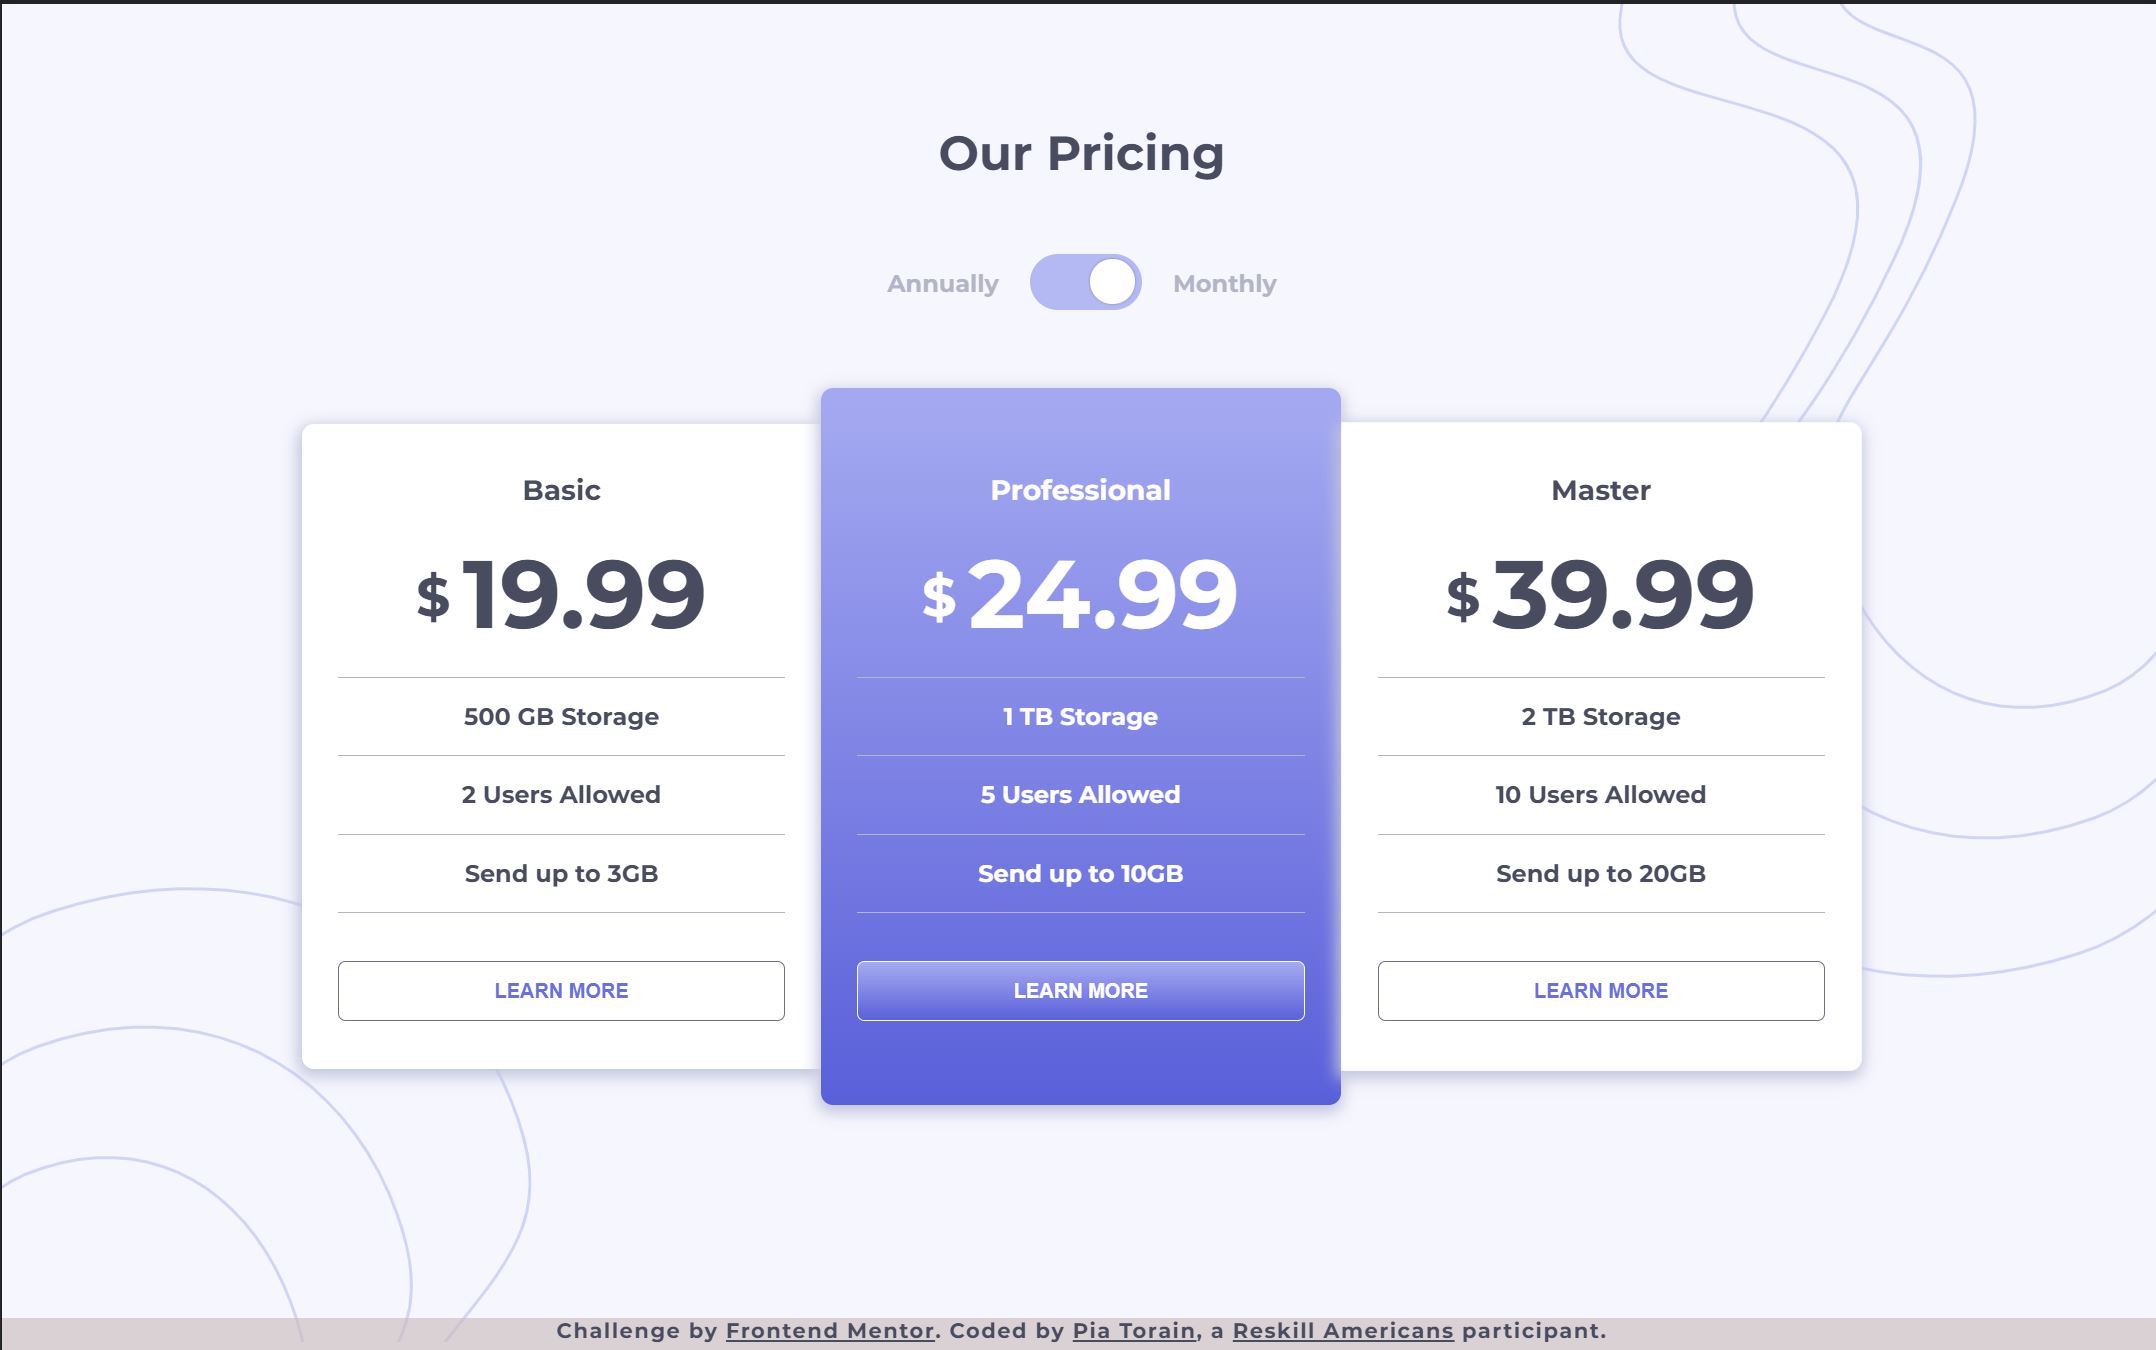 Our Pricing
Annually Monthly
Basic
$19.99
500 GB Storage
2 Users Allowed
Send up to 3GB
LEARN MORE
Professional
$24.99
1 TB Storage
5 Users Allowed
Send up to 10GB
LEARN MORE
Master
$39.99
2 TB Storage
10 Users Allowed
Send up to 20GB
LEARN MORE
Challenge by Frontend Mentor. Coded by Pia Torain, a Reskill Americans participant.